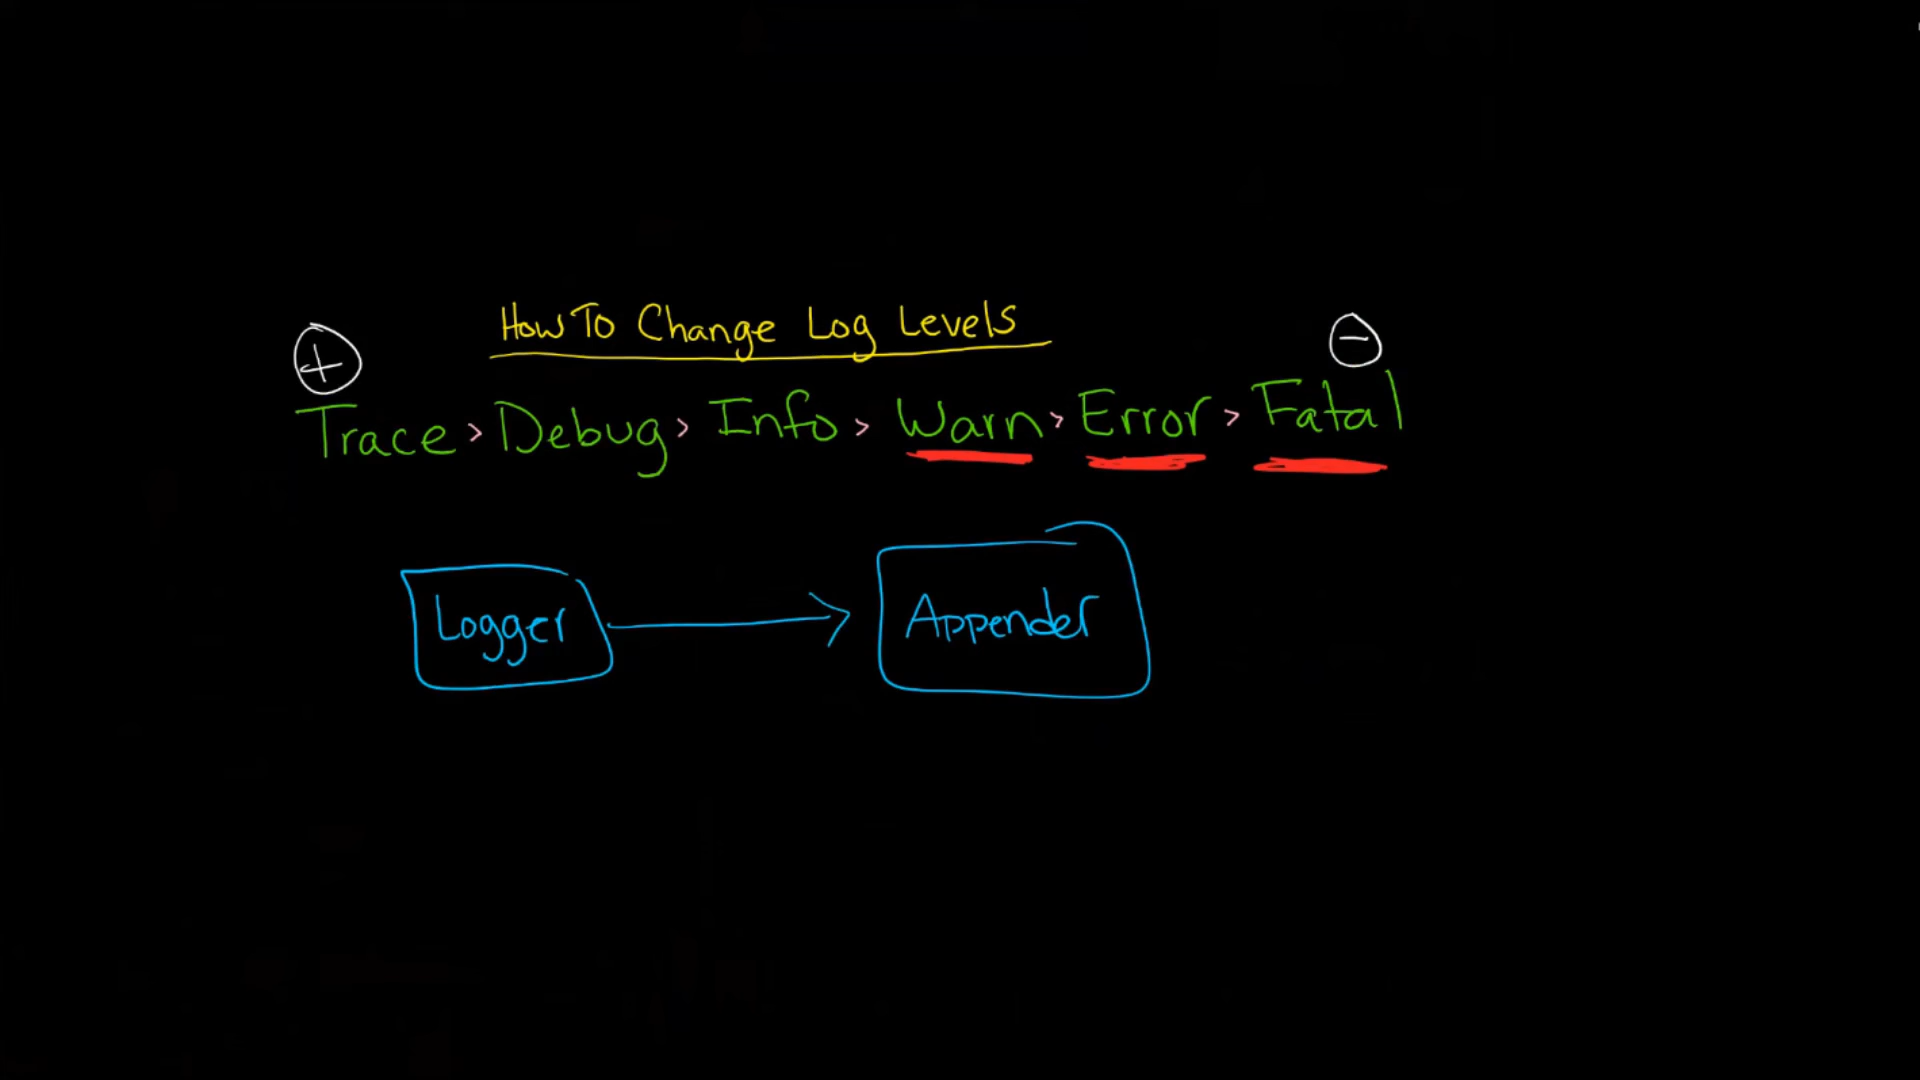 How To Change Log Levels
+ −
Trace > Debug > Info > Warn > Error > Fatal
Logger → Appender